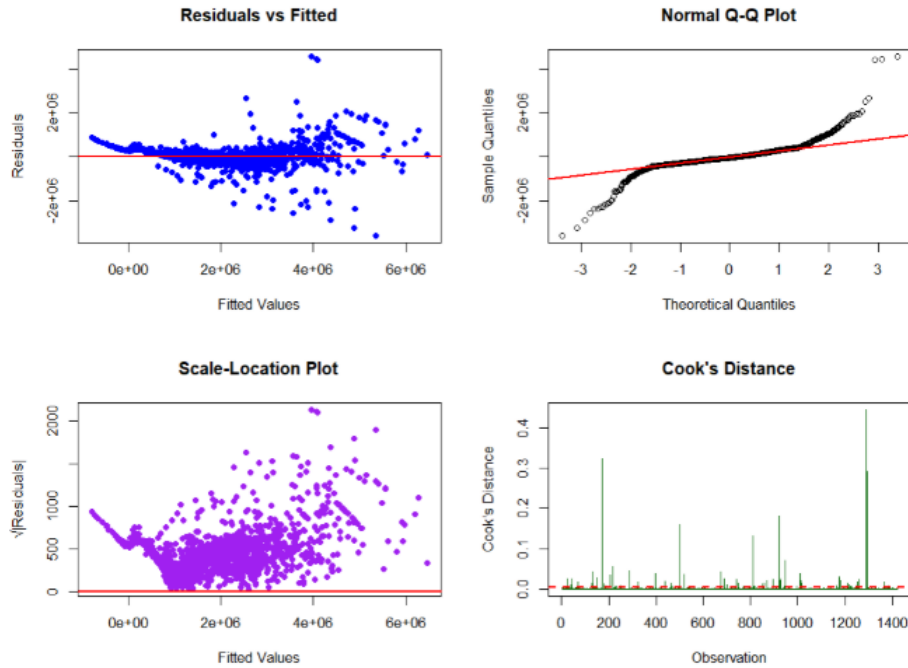 Residuals vs Fitted
Residuals
2e+06
-2e+06
0e+00 2e+06 4e+06 6e+06
Fitted Values
Normal Q-Q Plot
Sample Quantiles
2e+06
-2e+06
-3 -2 -1 0 1 2 3
Theoretical Quantiles
Scale-Location Plot
√|Residuals|
2000
1000
500
0
0e+00 2e+06 4e+06 6e+06
Fitted Values
Cook's Distance
Cook's Distance
0.4
0.3
0.2
0.1
0.0
0 200 400 600 800 1000 1400
Observation